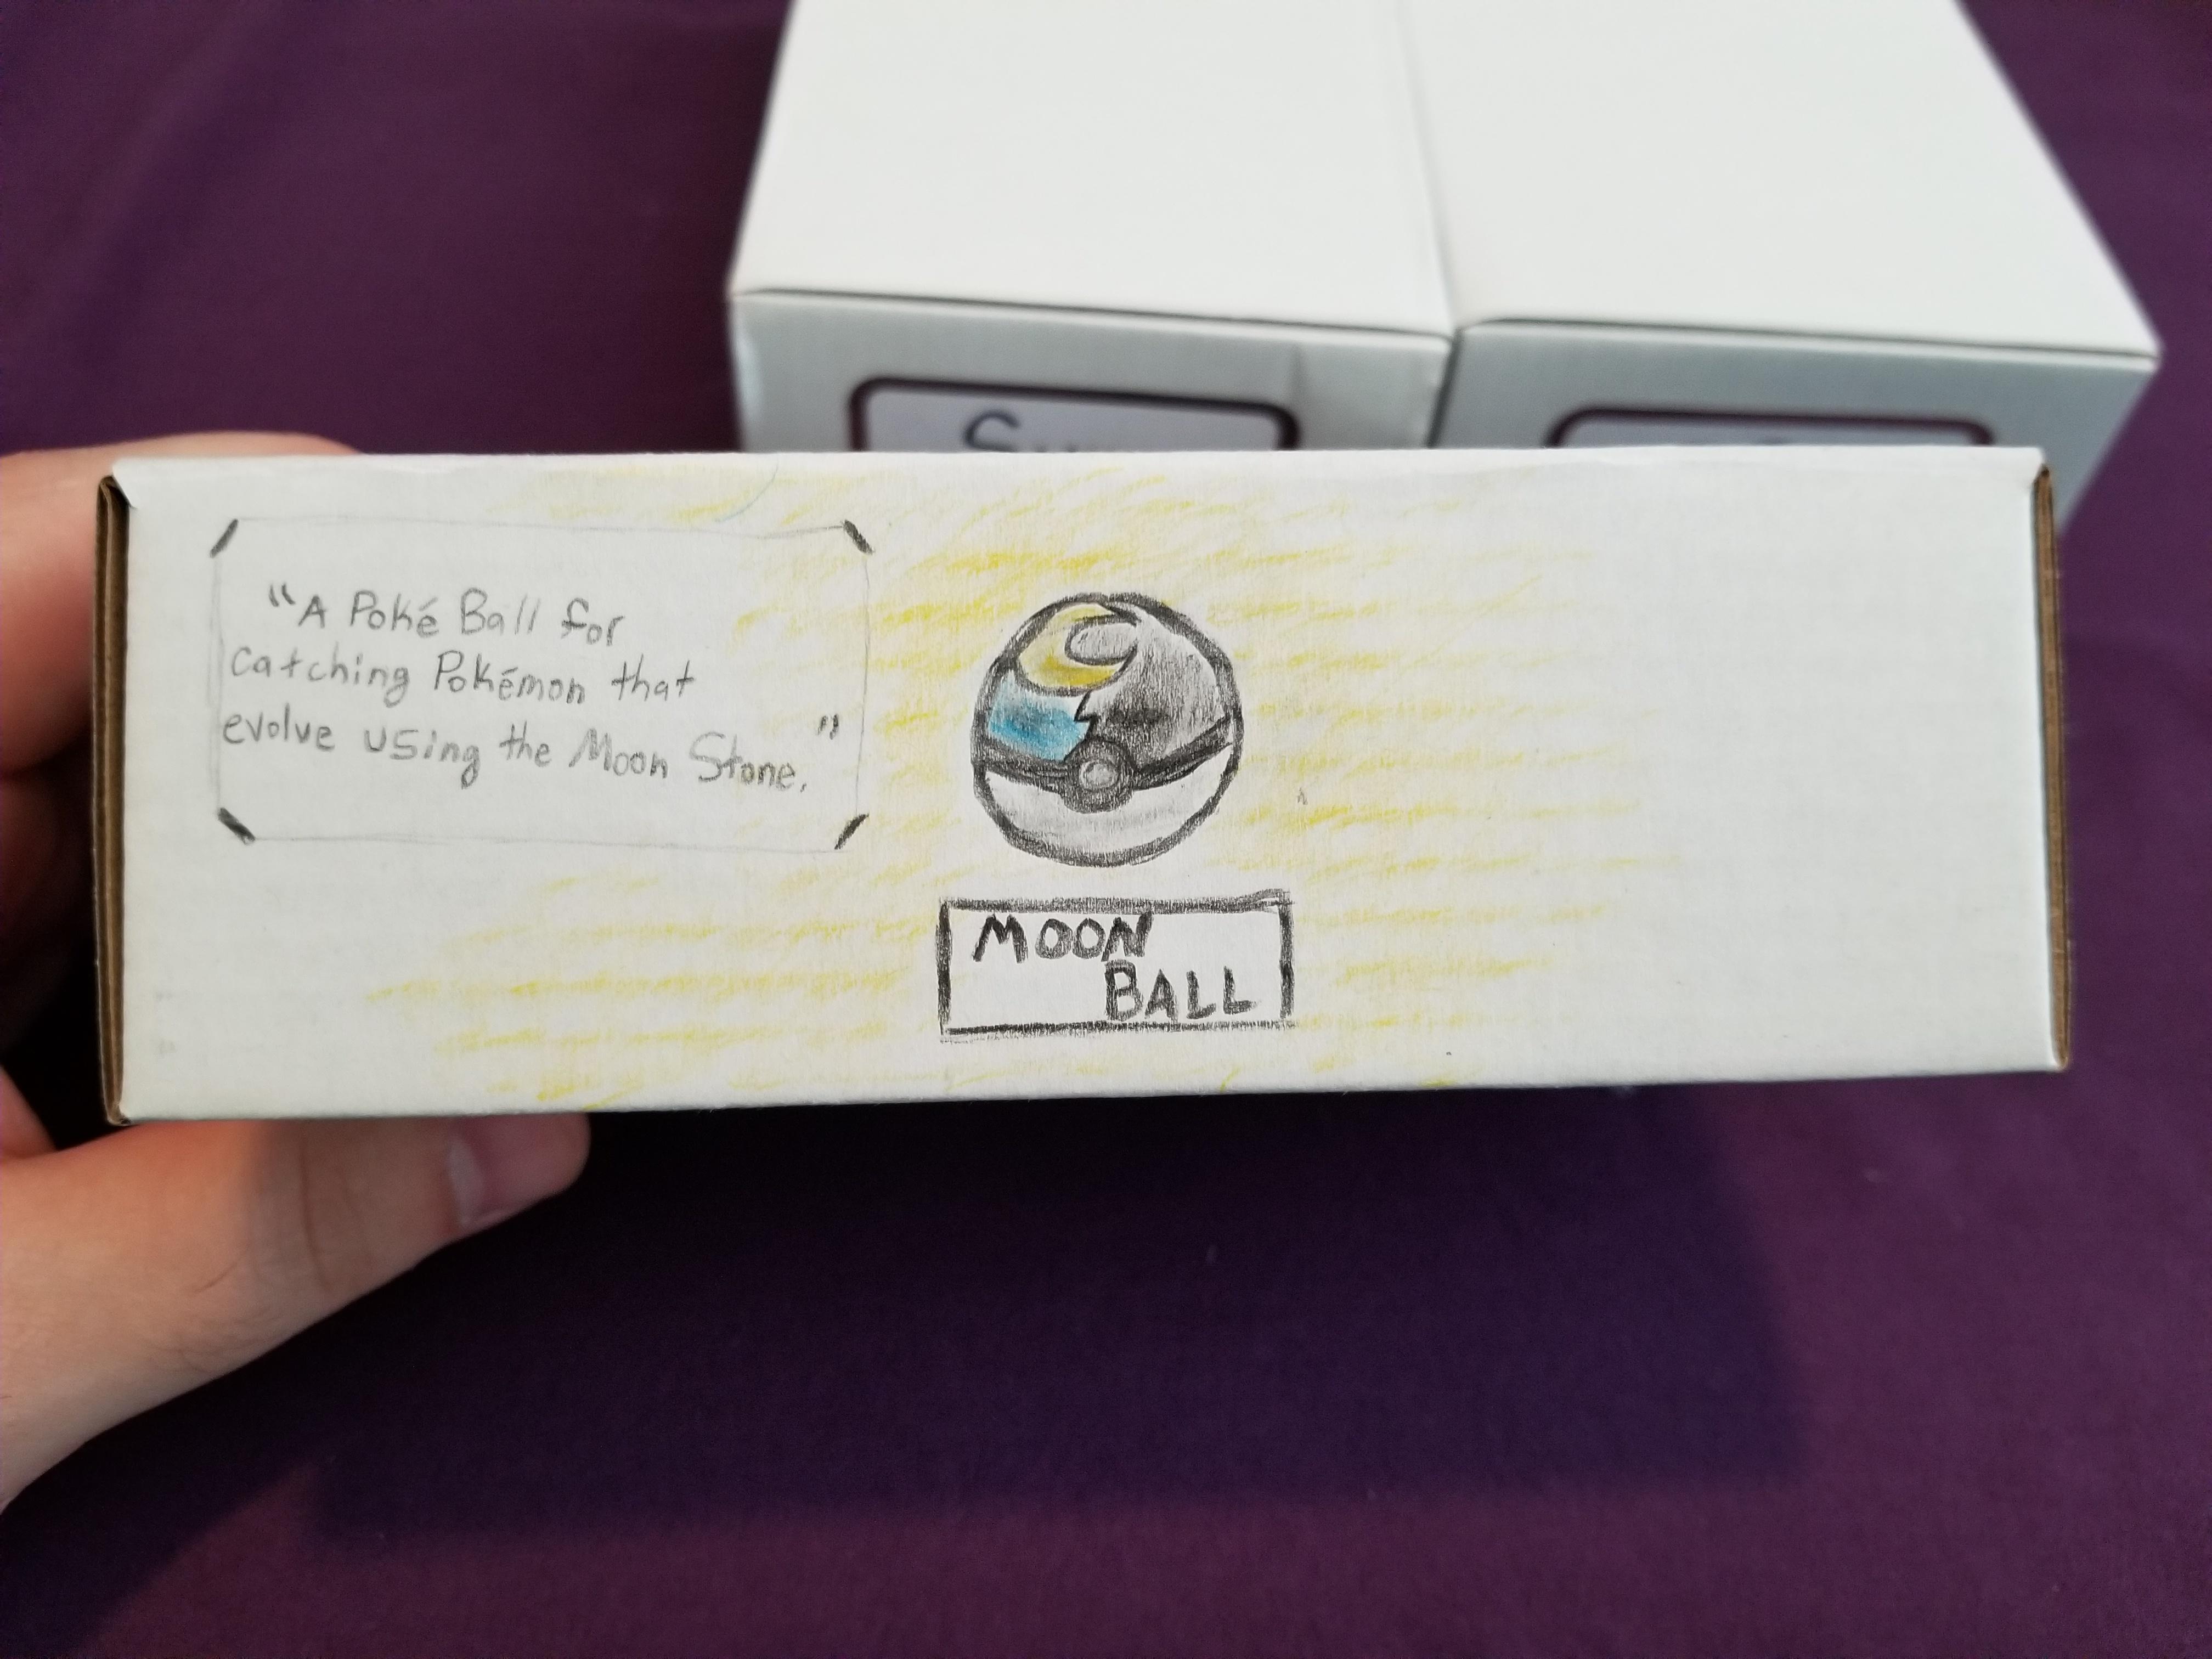 “A Poké Ball for
catching Pokémon that
evolve using the Moon Stone.”
MOON
BALL